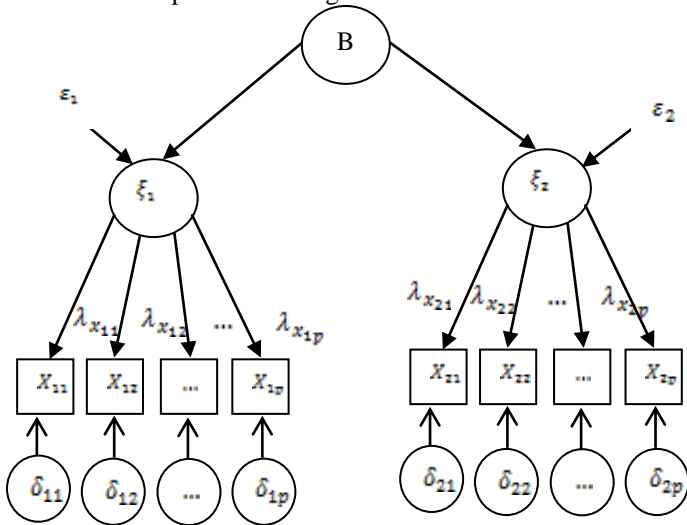 B
ε₁ ε₂
ξ₁ ξ₂
λx₁₁ λx₁₂ ... λx₁ₚ λx₂₁ λx₂₂ ... λx₂ₚ
X₁₁ X₁₂ ... X₁ₚ X₂₁ X₂₂ ... X₂ₚ
δ₁₁ δ₁₂ ... δ₁ₚ δ₂₁ δ₂₂ ... δ₂ₚ